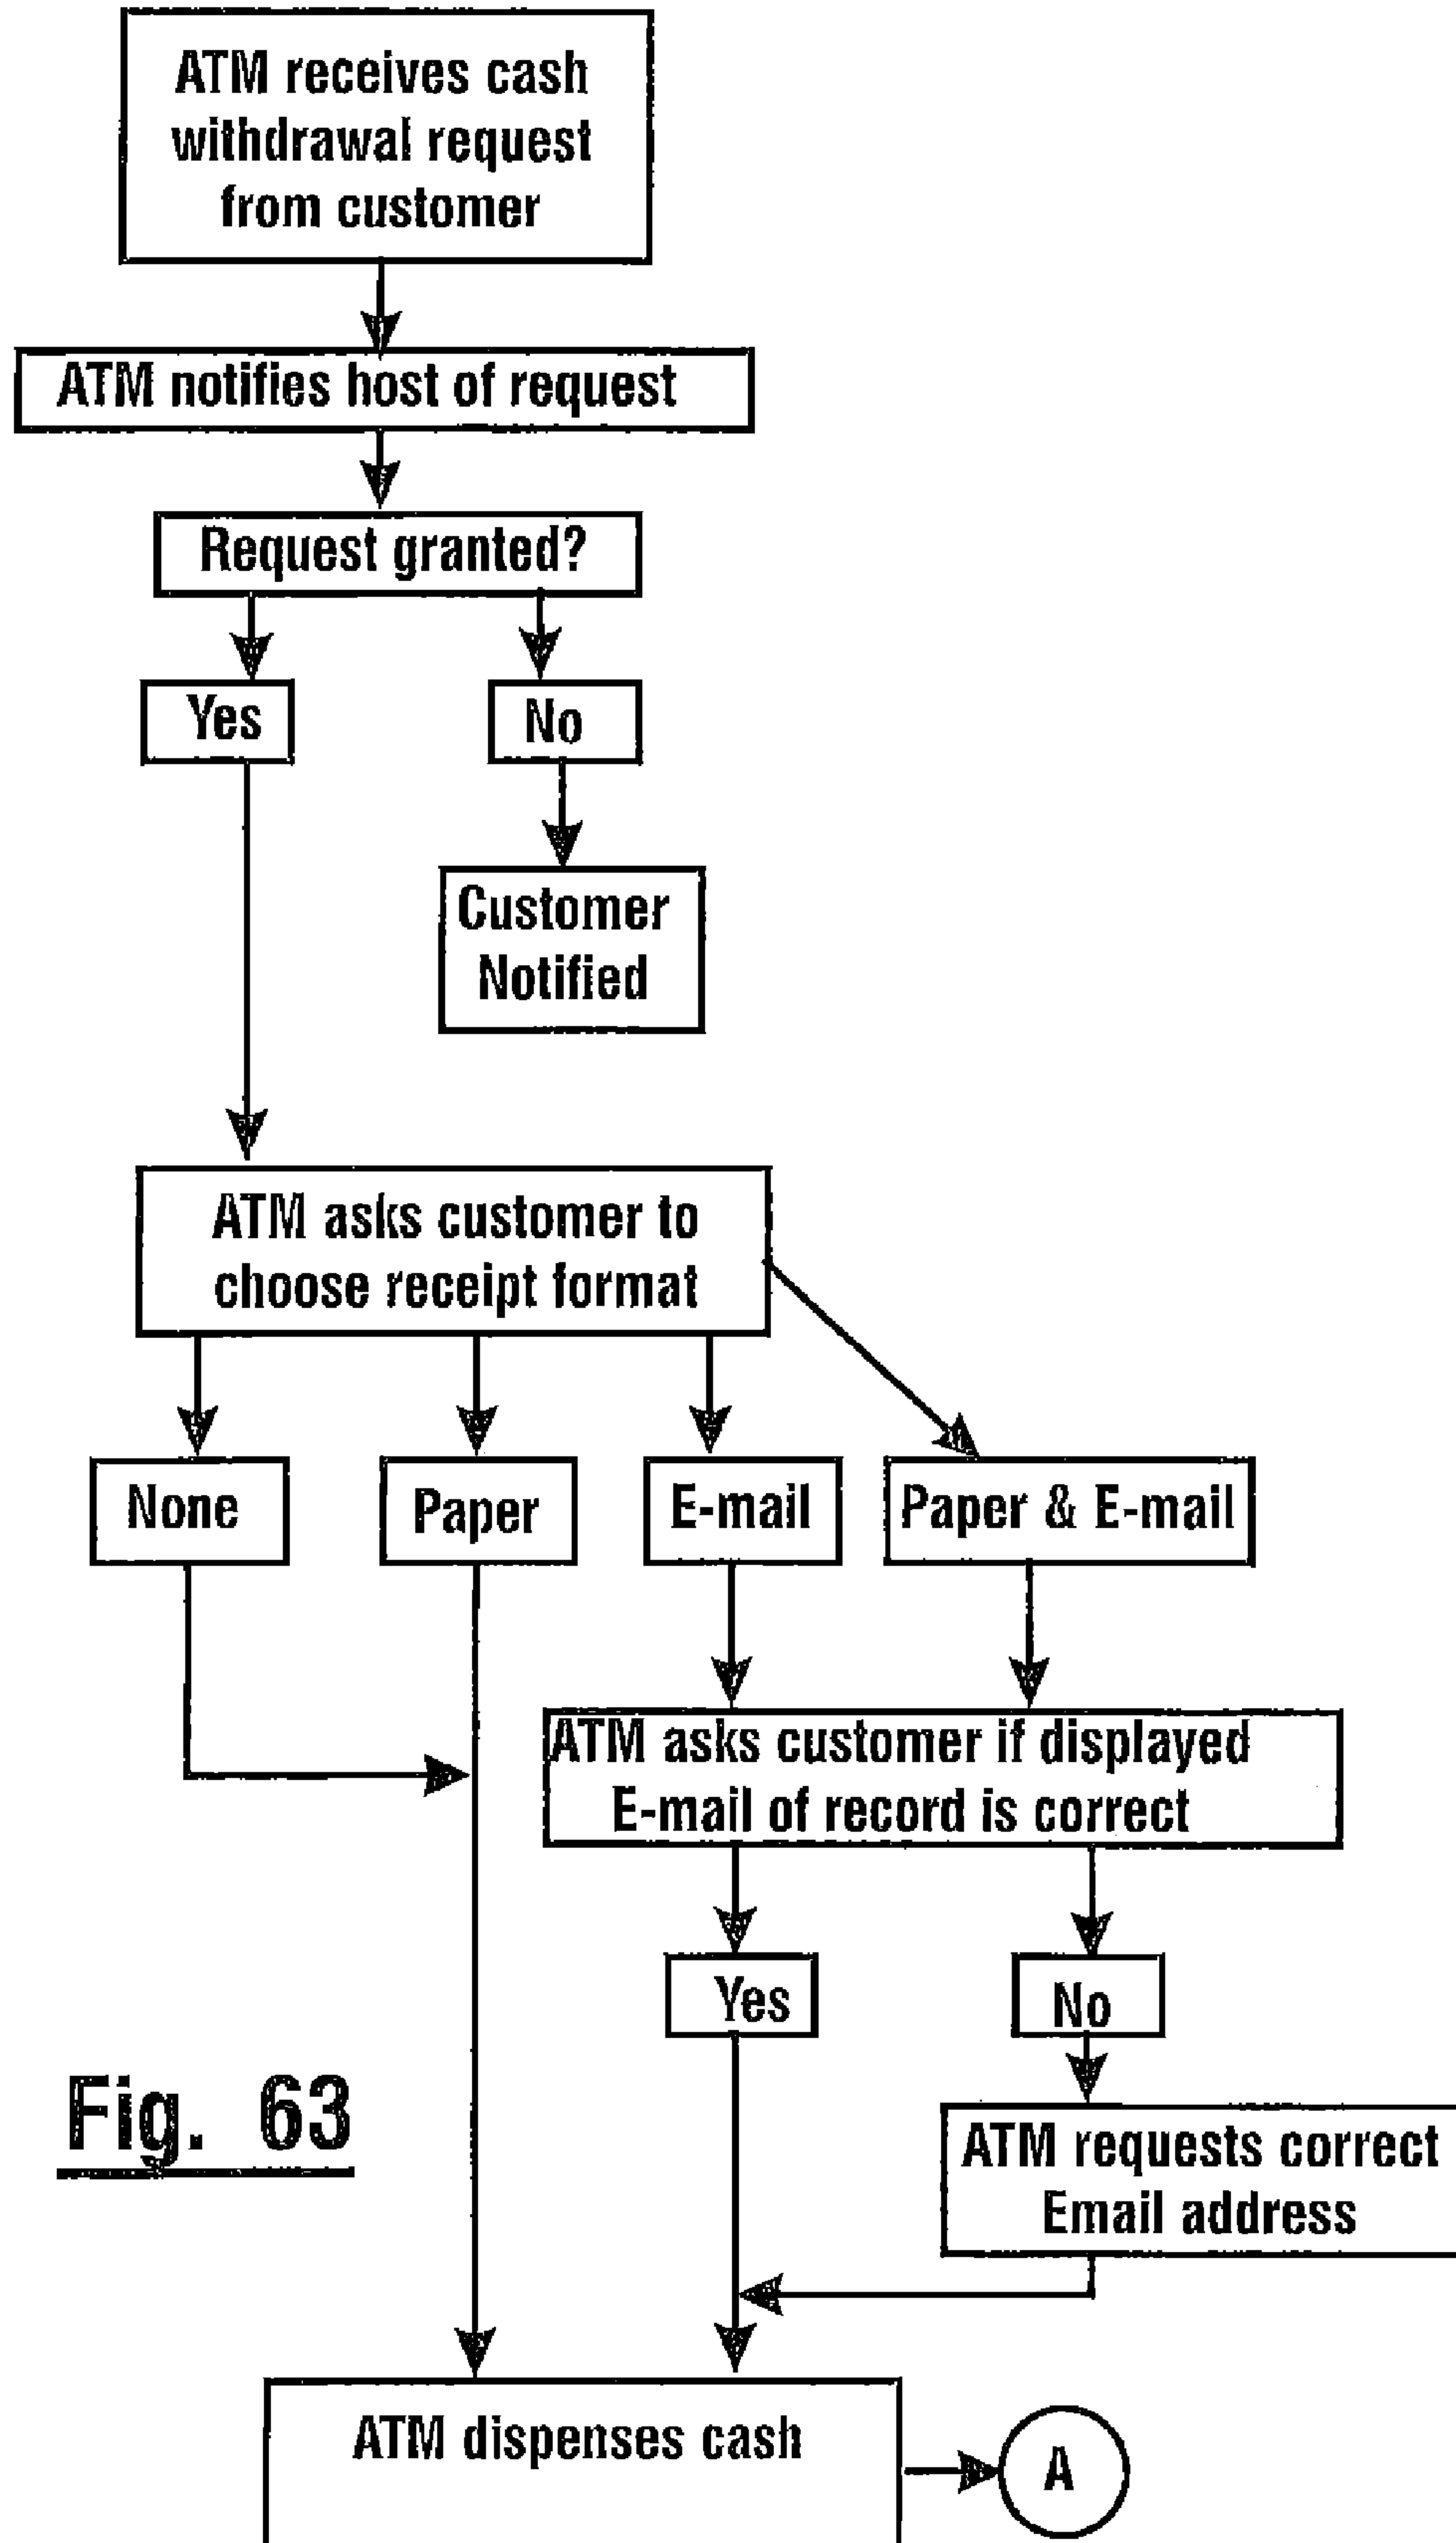 ATM receives cash
withdrawal request
from customer
ATM notifies host of request
Request granted?
Yes
No
Customer
Notified
ATM asks customer to
choose receipt format
None
Paper
E-mail
Paper & E-mail
ATM asks customer if displayed
E-mail of record is correct
Yes
No
Fig. 63
ATM requests correct
Email address
ATM dispenses cash
A